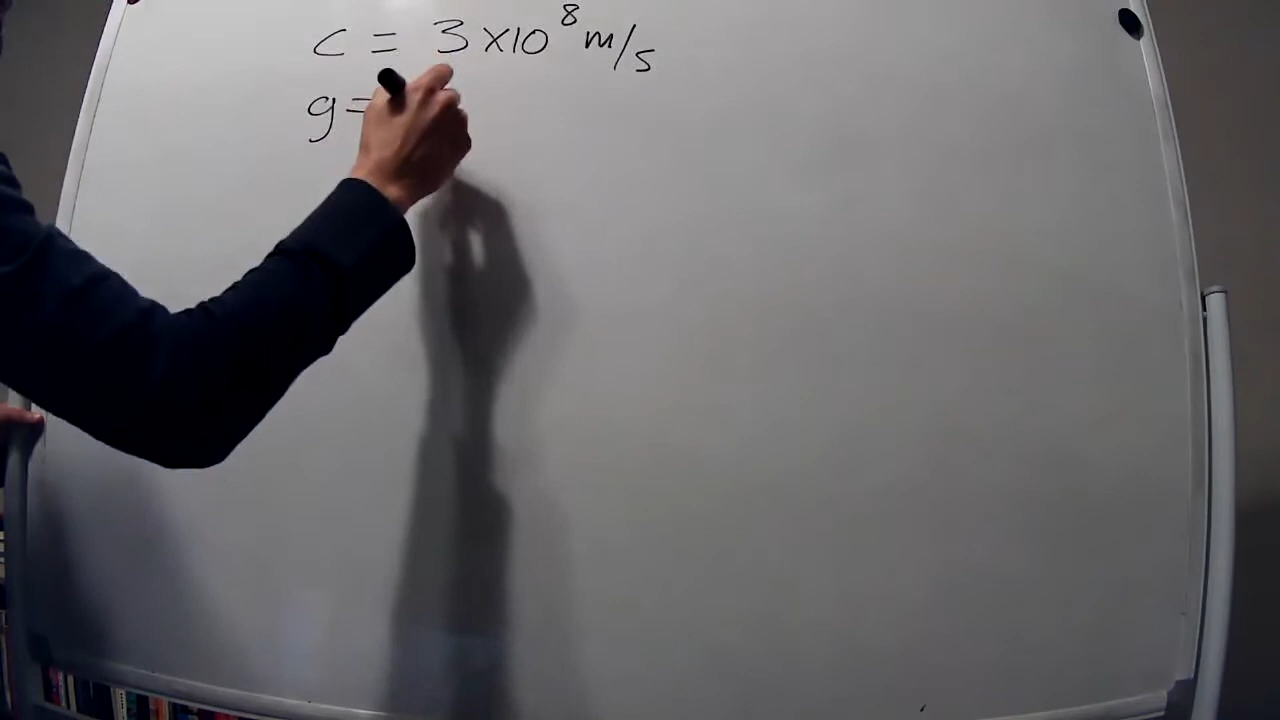 c = 3×10⁸ m/s
g =